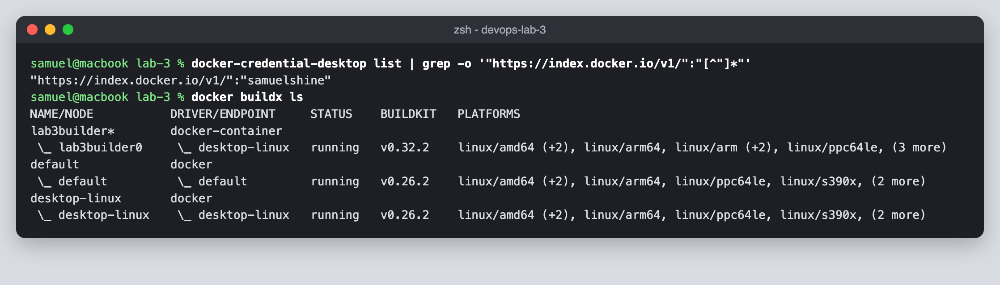 zsh - devops-lab-3
samuel@macbook lab-3 % docker-credential-desktop list | grep -o '"https://index.docker.io/v1/":"[^"]*"'
"https://index.docker.io/v1/":"samuelshine"
samuel@macbook lab-3 % docker buildx ls
NAME/NODE           DRIVER/ENDPOINT     STATUS    BUILDKIT   PLATFORMS
lab3builder*        docker-container
 \_ lab3builder0     \_ desktop-linux   running   v0.32.2    linux/amd64 (+2), linux/arm64, linux/arm (+2), linux/ppc64le, (3 more)
default             docker
 \_ default          \_ default         running   v0.26.2    linux/amd64 (+2), linux/arm64, linux/ppc64le, linux/s390x, (2 more)
desktop-linux       docker
 \_ desktop-linux    \_ desktop-linux   running   v0.26.2    linux/amd64 (+2), linux/arm64, linux/ppc64le, linux/s390x, (2 more)